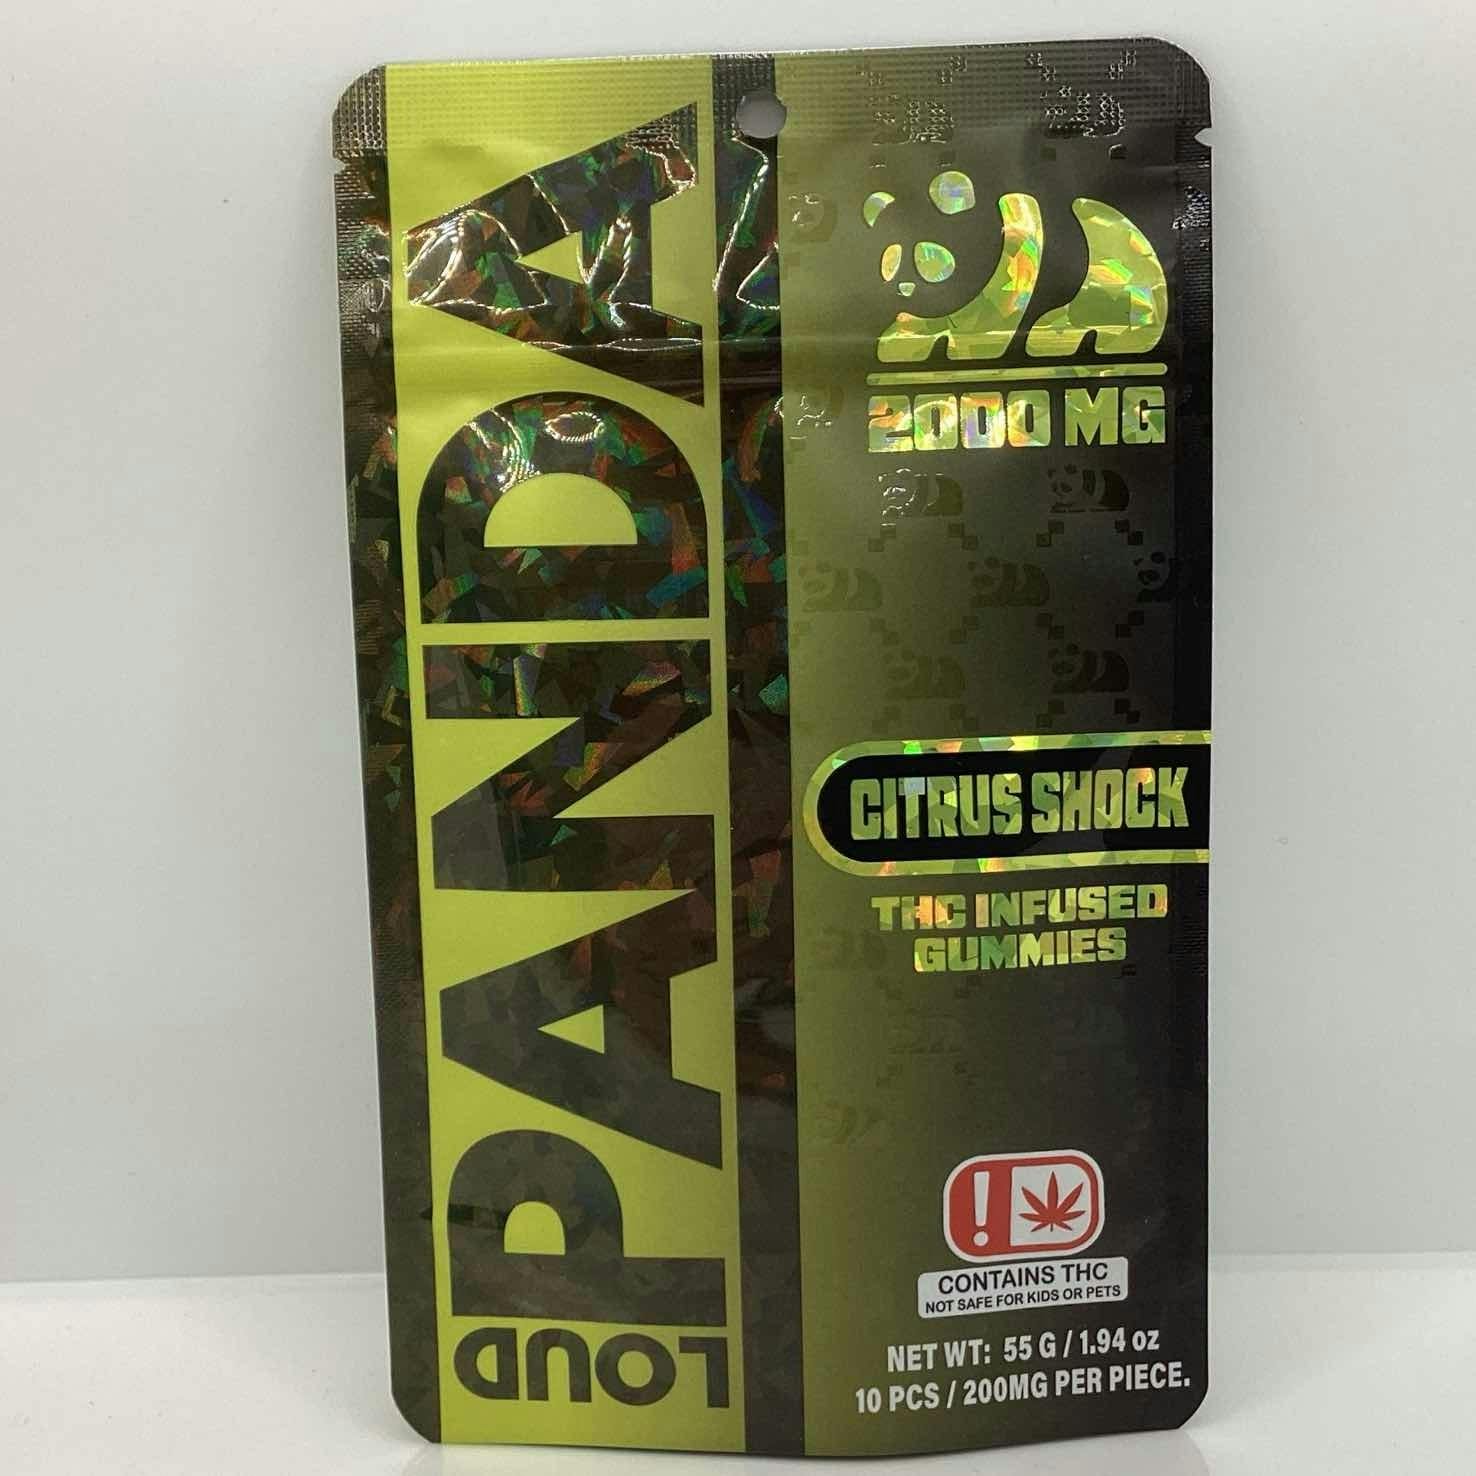 LOUD
PANDA
2000 MG
CITRUS SHOCK
THC INFUSED
GUMMIES
!
CONTAINS THC
NOT SAFE FOR KIDS OR PETS
NET WT: 55 G / 1.94 oz
10 PCS / 200MG PER PIECE.